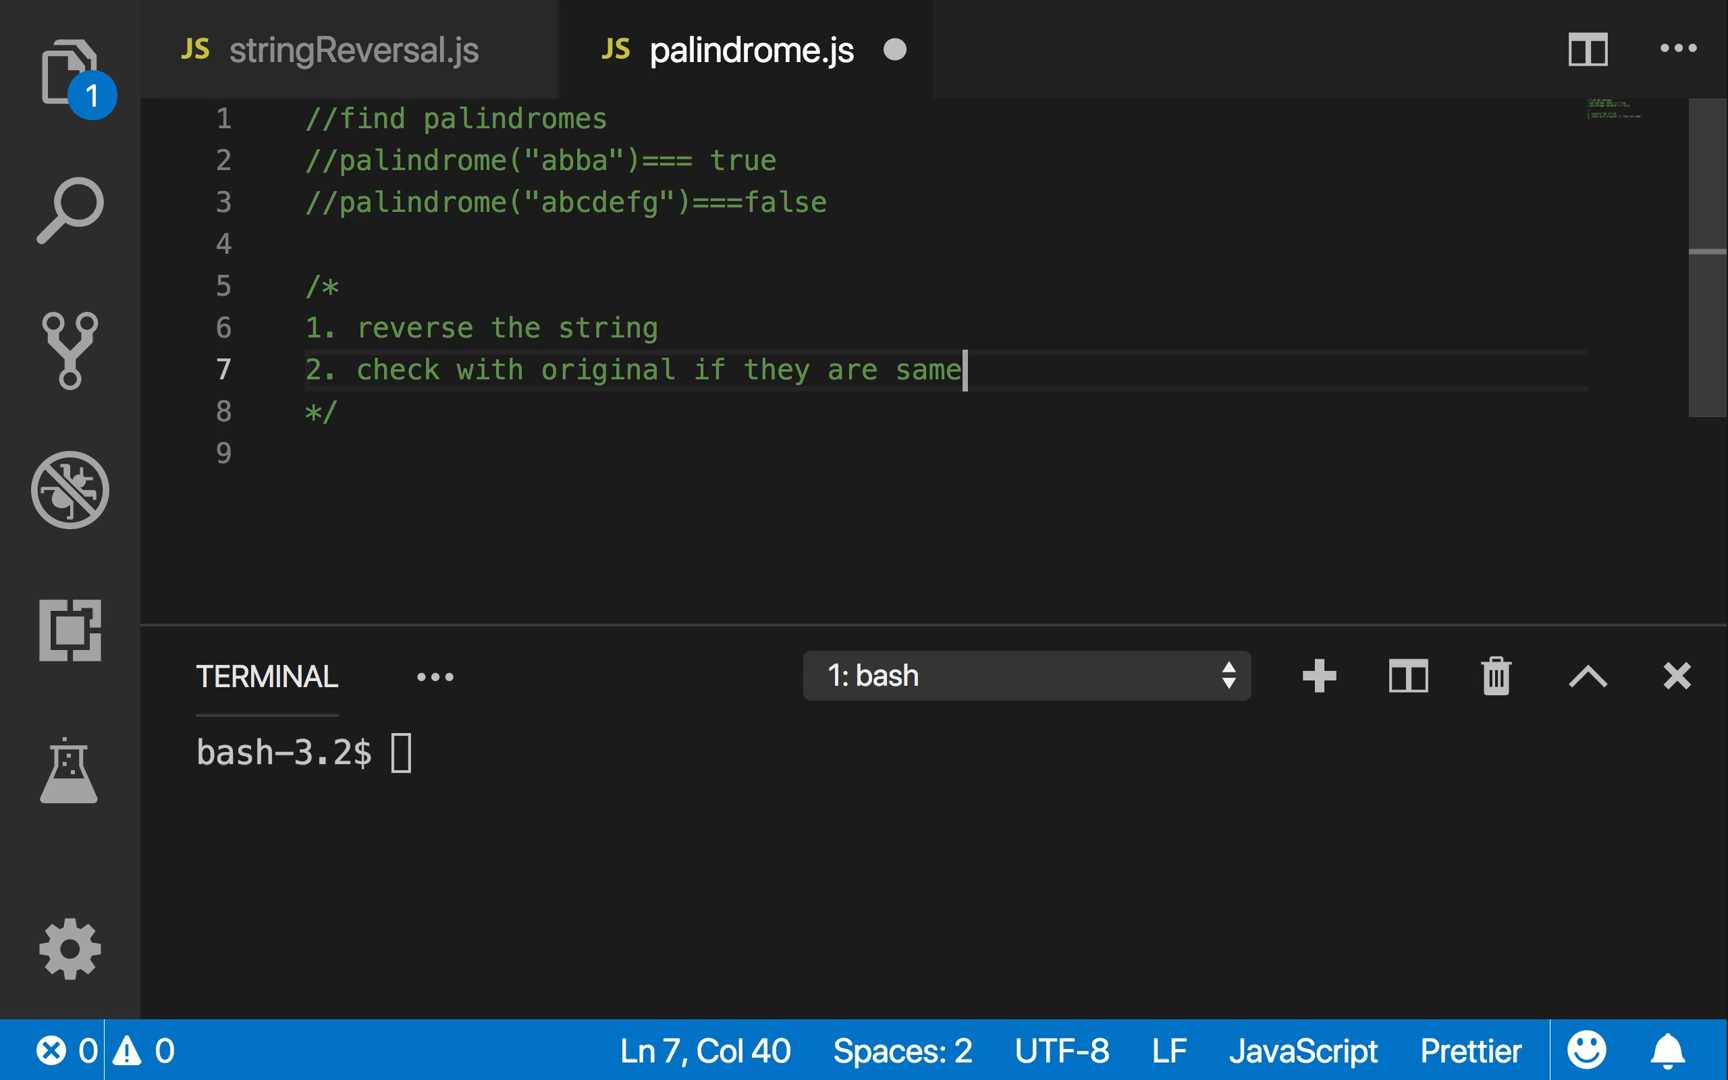 JS stringReversal.js JS palindrome.js
1
1 //find palindromes
2 //palindrome("abba")=== true
3 //palindrome("abcdefg")===false
4
5 /*
6 1. reverse the string
7 2. check with original if they are same
8 */
9
TERMINAL 1: bash
bash-3.2$
0 0 Ln 7, Col 40 Spaces: 2 UTF-8 LF JavaScript Prettier